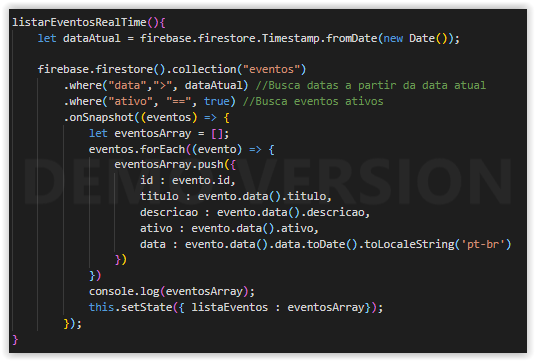 listarEventosRealTime(){
let dataAtual = firebase.firestore.Timestamp.fromDate(new Date());
firebase.firestore().collection("eventos")
.where("data",">", dataAtual) //Busca datas a partir da data atual
.where("ativo", "==", true) //Busca eventos ativos
.onSnapshot((eventos) => {
let eventosArray = [];
eventos.forEach((evento) => {
eventosArray.push({
id : evento.id,
titulo : evento.data().titulo,
descricao : evento.data().descricao,
ativo : evento.data().ativo,
data : evento.data().data.toDate().toLocaleString('pt-br')
})
})
console.log(eventosArray);
this.setState({ listaEventos : eventosArray});
});
}
DEMO VERSION